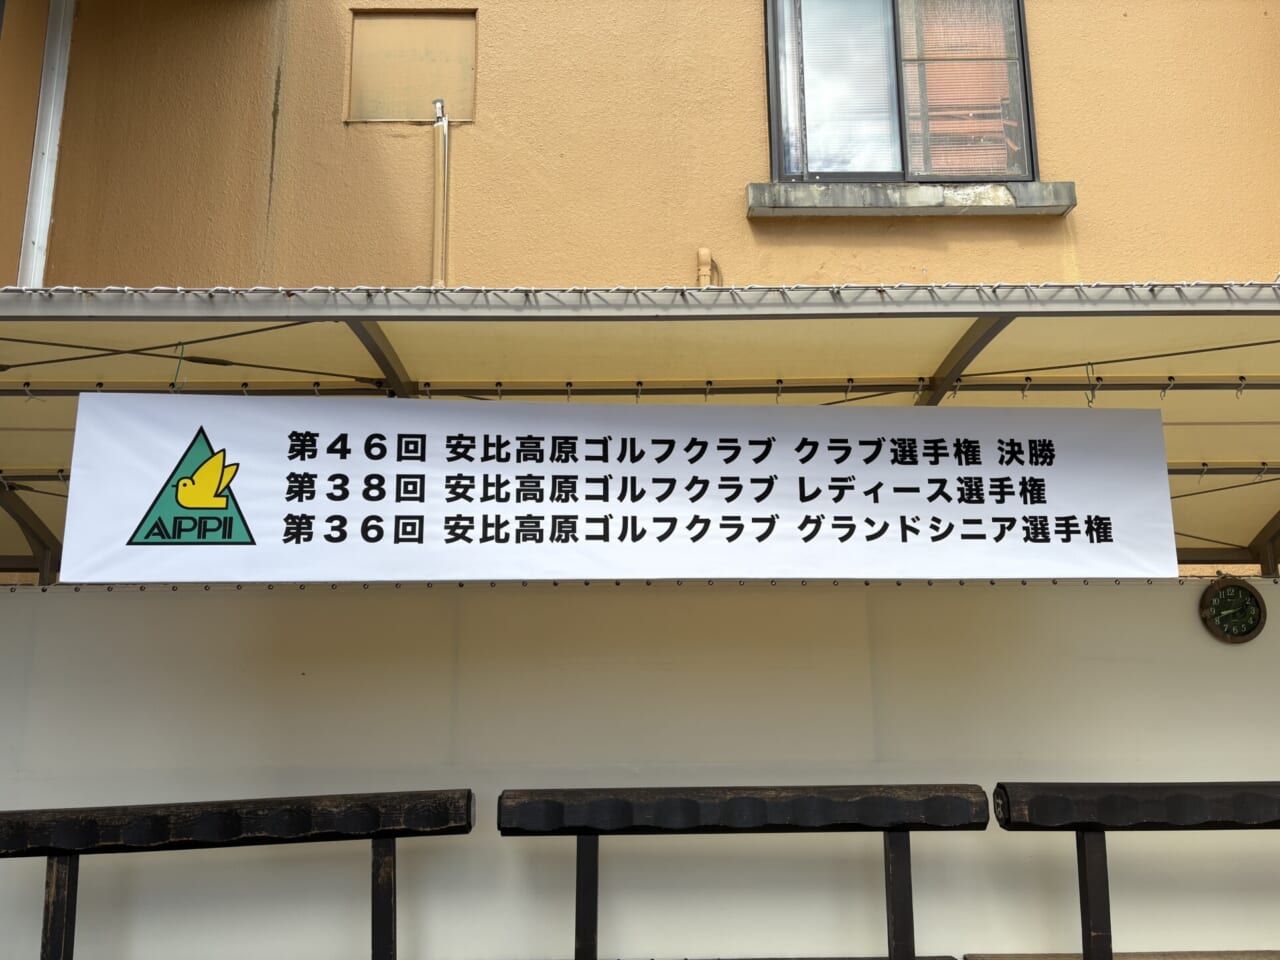 第４６回 安比高原ゴルフクラブ クラブ選手権 決勝
第３８回 安比高原ゴルフクラブ レディース選手権
第３６回 安比高原ゴルフクラブ グランドシニア選手権
APPI